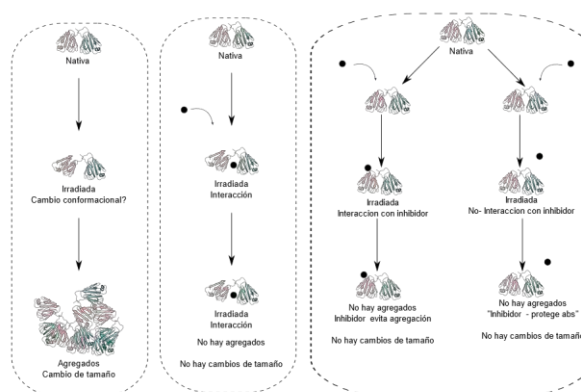 Nativa
Irradiada
Cambio conformacional?
Agregados
Cambio de tamaño
Nativa
Irradiada
Interacción
Irradiada
Interacción
No hay agregados
No hay cambios de tamaño
Nativa
Irradiada
Interaccion con inhibidor
No hay agregados
Inhibidor evita agregación
No hay cambios de tamaño
Irradiada
No- Interaccion con inhibidor
No hay agregados
"Inhibidor - protege abs"
No hay cambios de tamaño